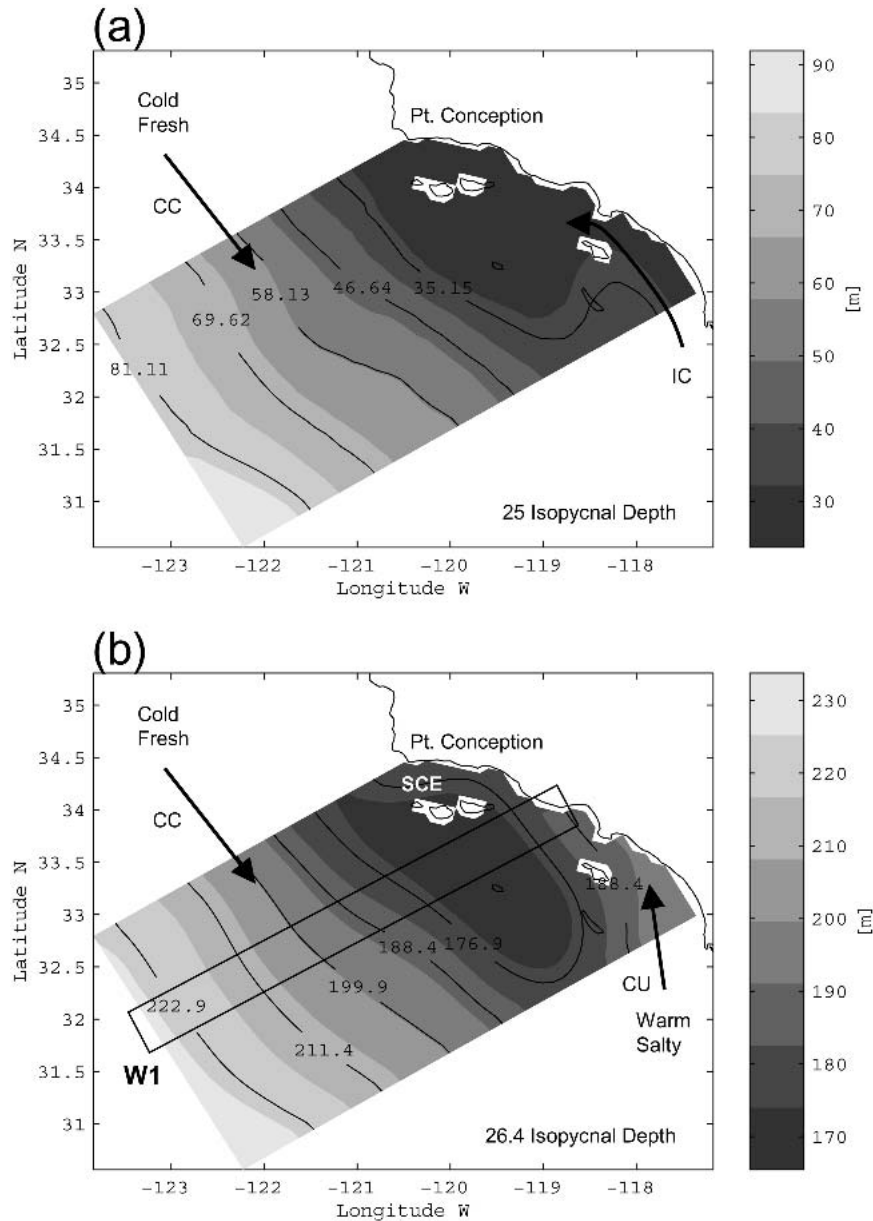 (a)
35
34.5
34
33.5
33
32.5
32
31.5
31
Latitude N
Cold
Fresh
CC
Pt. Conception
58.13
46.64
35.15
69.62
81.11
IC
25 Isopycnal Depth
-123
-122
-121
-120
-119
-118
Longitude W
90
80
70
60
50
40
30
[m]
(b)
35
34.5
34
33.5
33
32.5
32
31.5
31
Latitude N
Cold
Fresh
CC
Pt. Conception
SCE
188.4
188.4
176.9
199.9
222.9
211.4
CU
Warm
Salty
W1
26.4 Isopycnal Depth
-123
-122
-121
-120
-119
-118
Longitude W
230
220
210
200
190
180
170
[m]